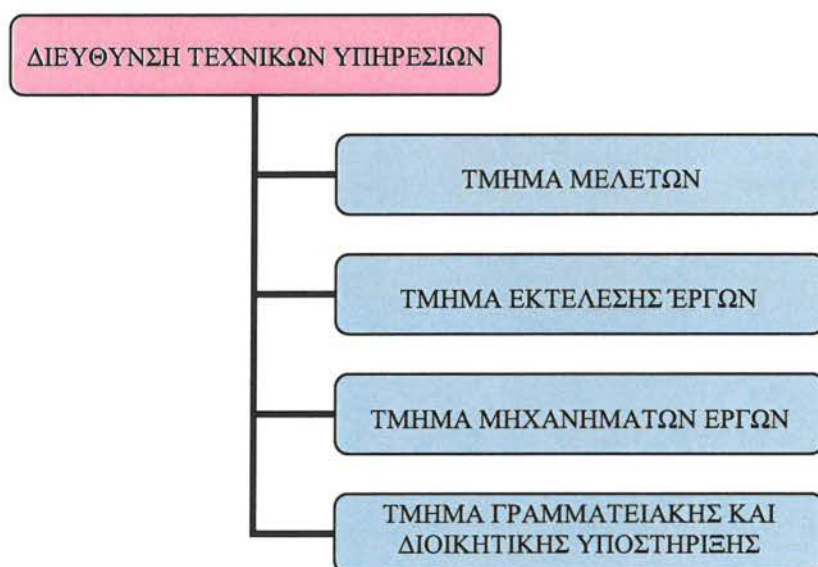 ΔΙΕΥΘΥΝΣΗ ΤΕΧΝΙΚΩΝ ΥΠΗΡΕΣΙΩΝ
ΤΜΗΜΑ ΜΕΛΕΤΩΝ
ΤΜΗΜΑ ΕΚΤΕΛΕΣΗΣ ΈΡΓΩΝ
ΤΜΗΜΑ ΜΗΧΑΝΗΜΑΤΩΝ ΕΡΓΩΝ
ΤΜΗΜΑ ΓΡΑΜΜΑΤΕΙΑΚΗΣ ΚΑΙ
ΔΙΟΙΚΗΤΙΚΗΣ ΥΠΟΣΤΗΡΙΞΗΣ